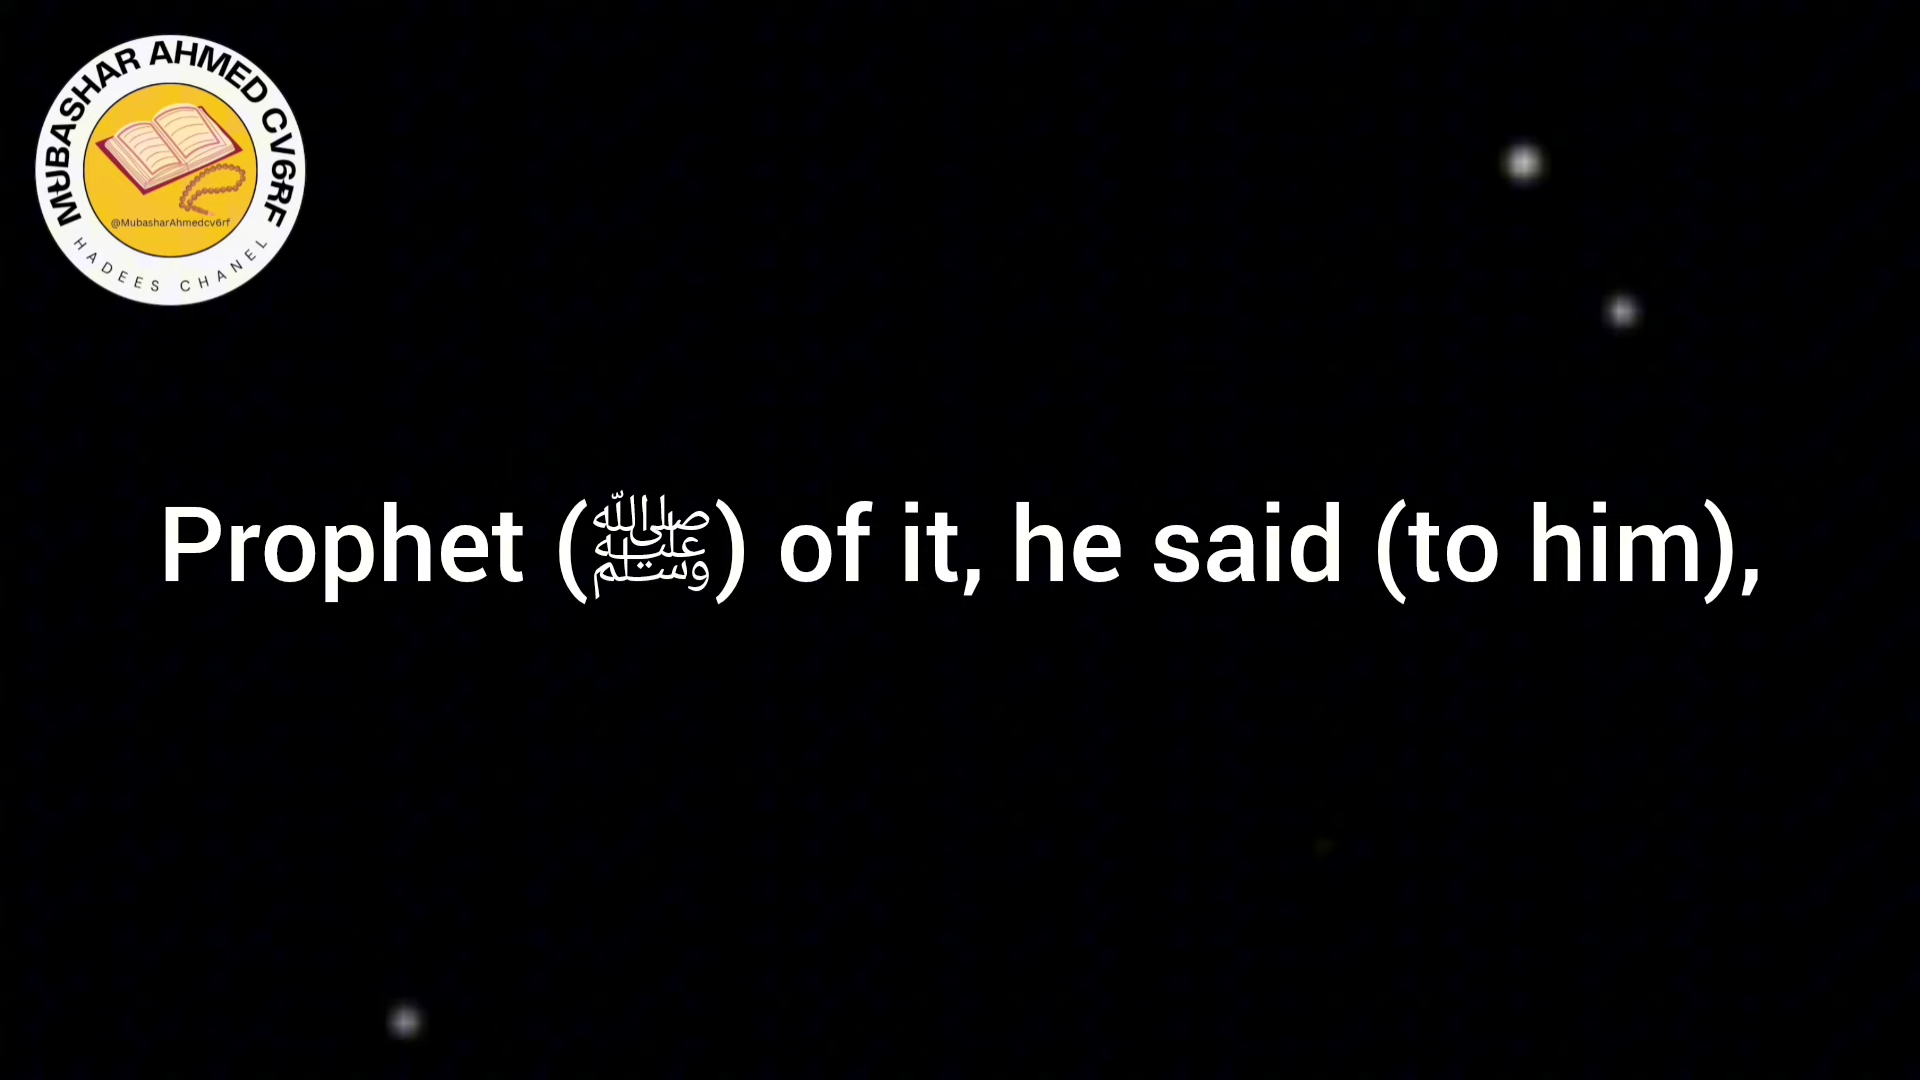 MUBASHAR AHMED CV6RF
@MubasharAhmedcv6rf
HADEES CHANEL
Prophet (ﷺ) of it, he said (to him),